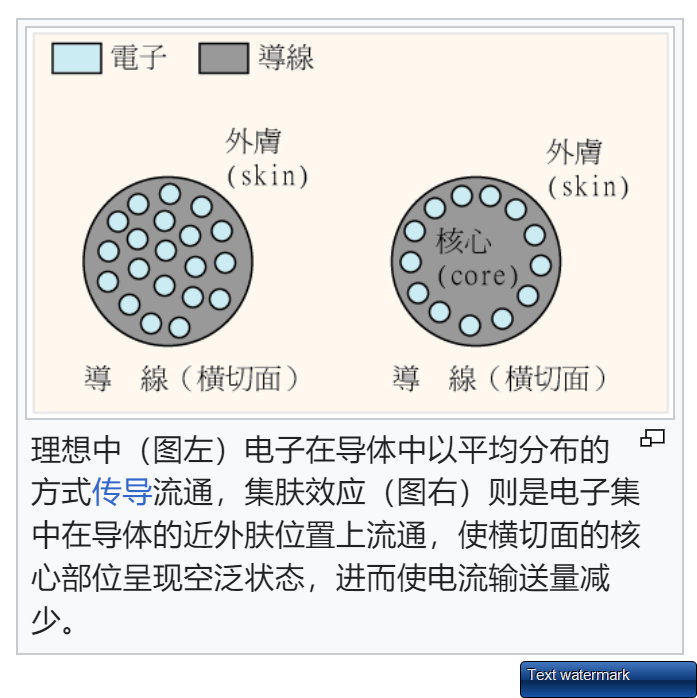 電子 導線
外膚
(skin)
外膚
(skin)
核心
(core)
導 線（橫切面）
導 線（橫切面）
理想中（图左）电子在导体中以平均分布的
方式传导流通，集肤效应（图右）则是电子集
中在导体的近外肤位置上流通，使横切面的核
心部位呈现空泛状态，进而使电流输送量减
少。
Text watermark